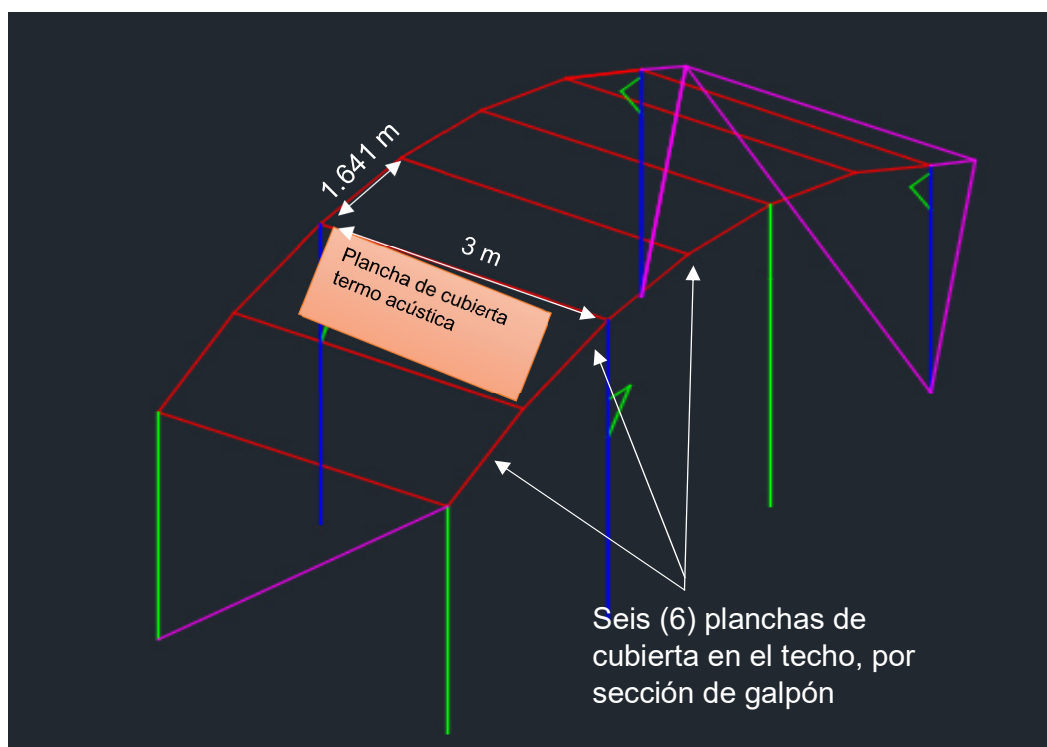 1.641 m
3 m
Plancha de cubierta
termo acústica
Seis (6) planchas de
cubierta en el techo, por
sección de galpón